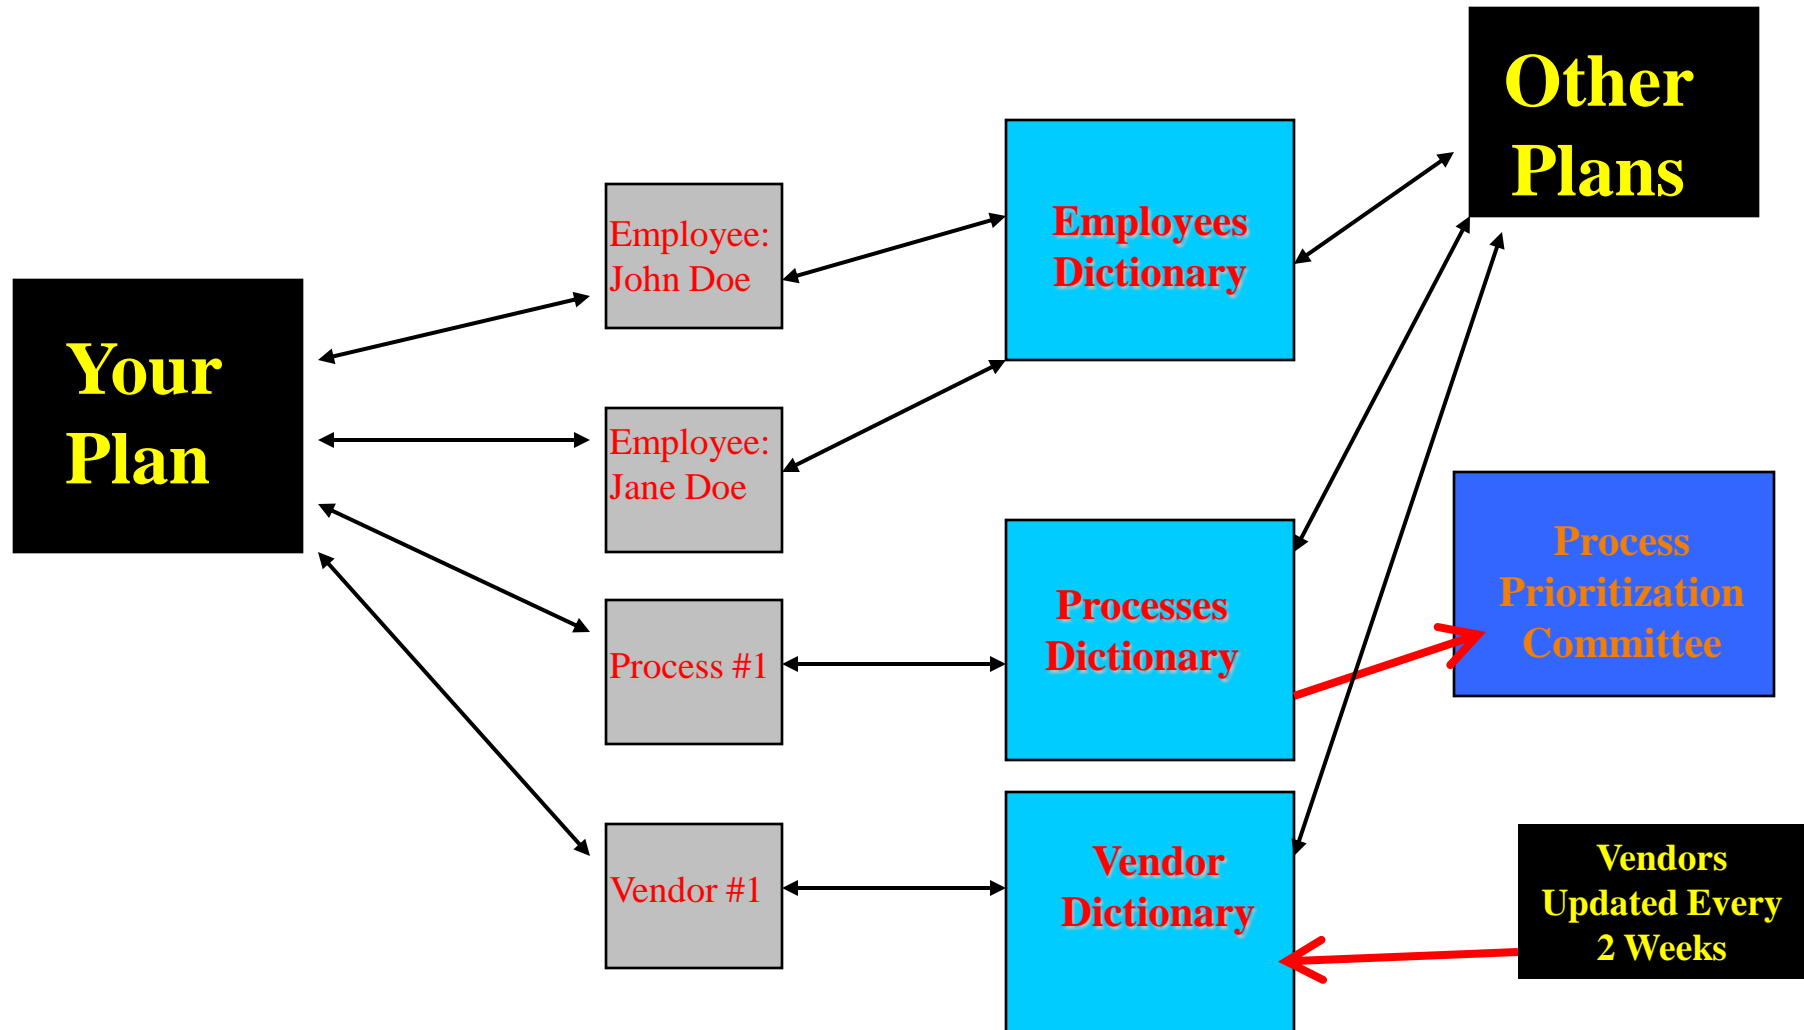 Other
Plans
Employees
Dictionary
Employee:
John Doe
Your
Plan
Employee:
Jane Doe
Process
Prioritization
Committee
Processes
Dictionary
Process #1
Vendor
Dictionary
Vendor #1
Vendors
Updated Every
2 Weeks